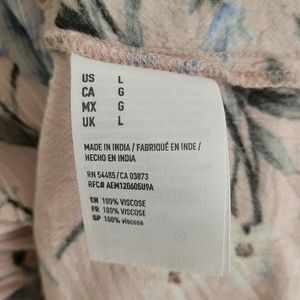 US L
CA G
MX G
UK L
MADE IN INDIA / FABRIQUÉ EN INDE /
HECHO EN INDIA
RN 54485/CA 03873
RFC# AEM120605U9A
EN 100% VISCOSE
FR 100% VISCOSE
SP 100% viscosa